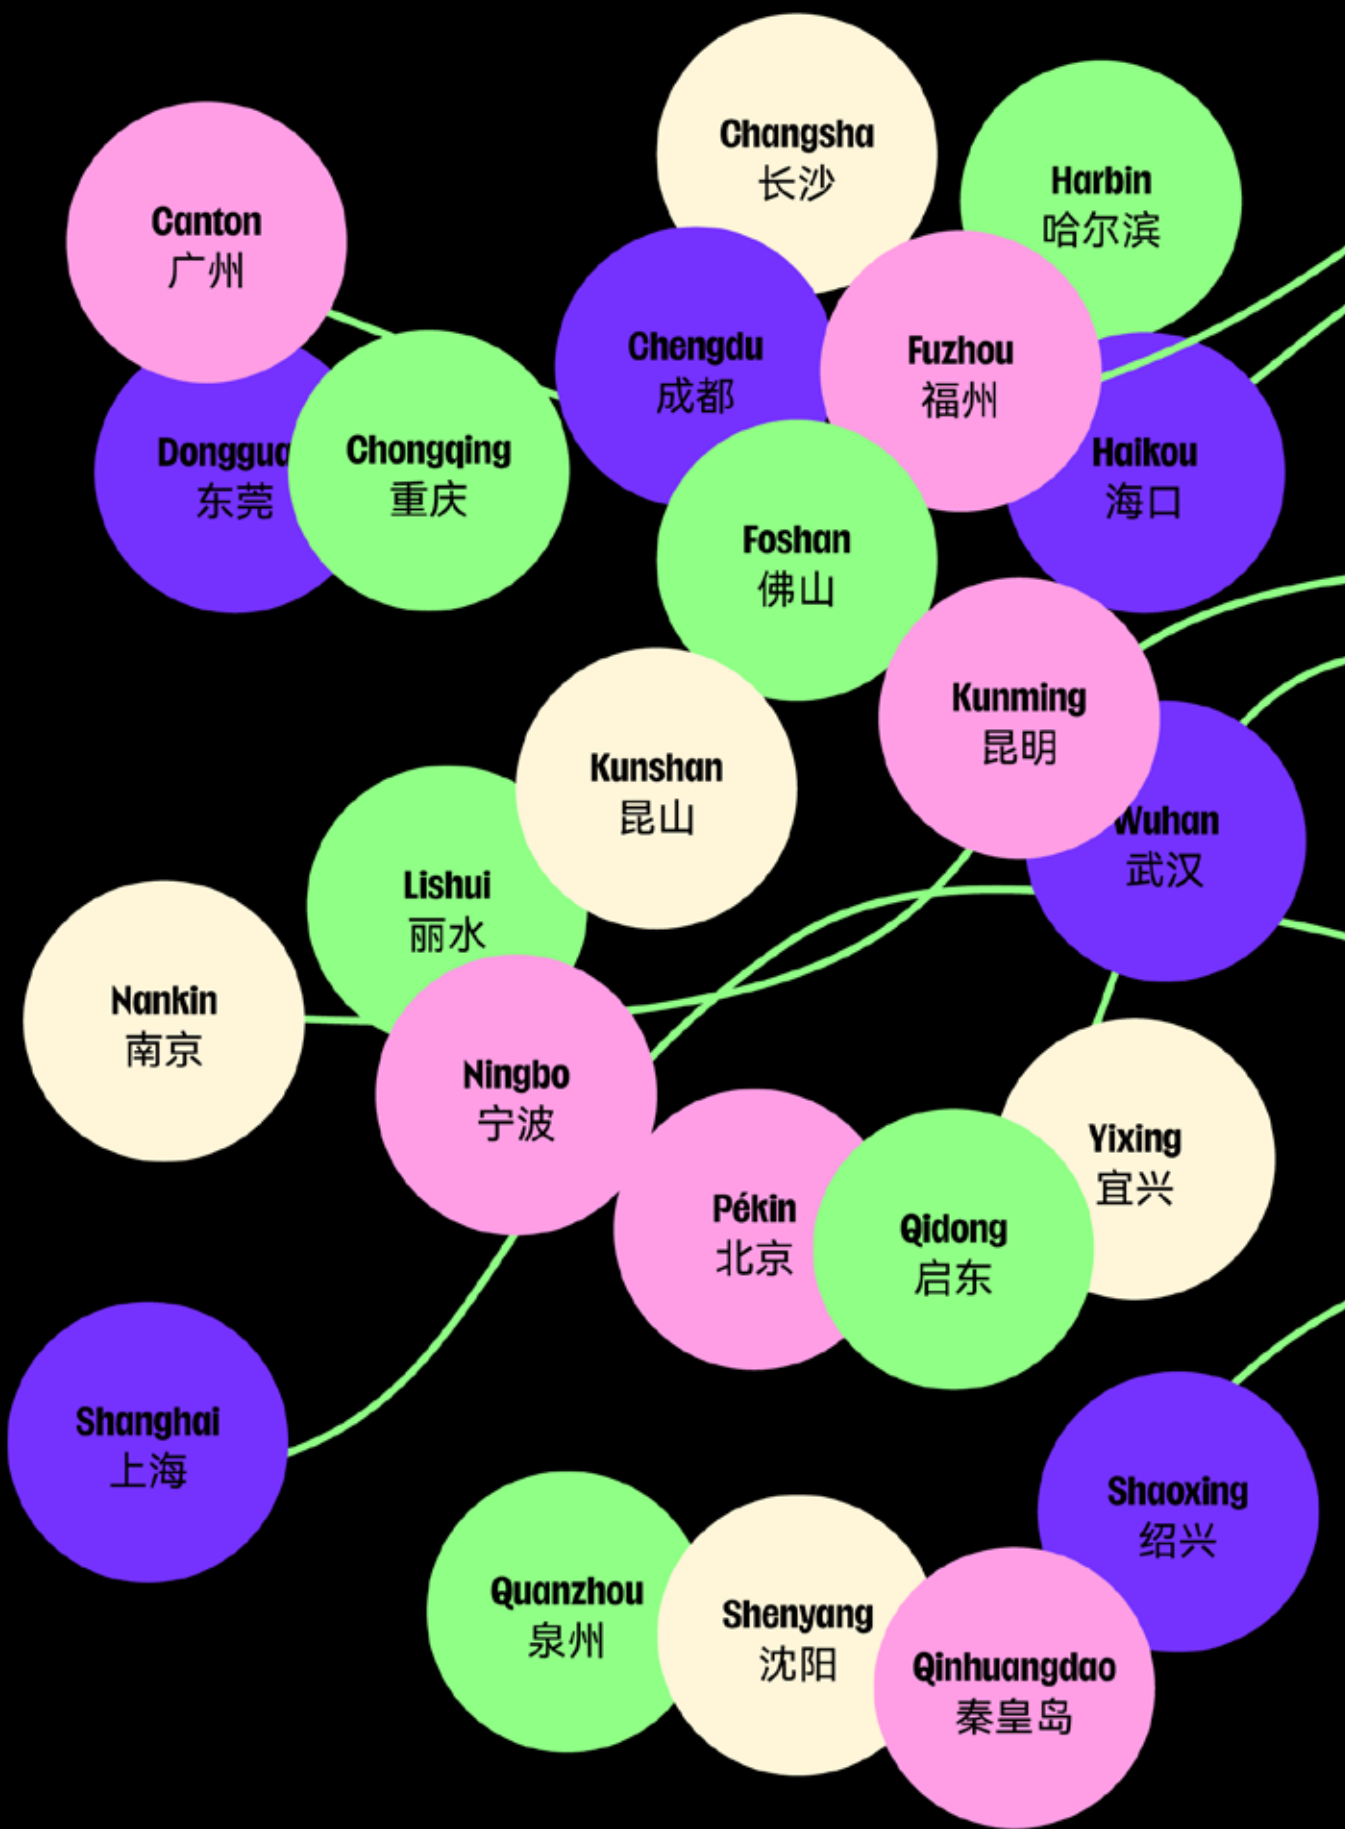 Changsha
长沙
Harbin
哈尔滨
Canton
广州
Chengdu
成都
Fuzhou
福州
Donggua
东莞
Chongqing
重庆
Haikou
海口
Foshan
佛山
Kunming
昆明
Kunshan
昆山
Wuhan
武汉
Lishui
丽水
Nankin
南京
Ningbo
宁波
Yixing
宜兴
Pékin
北京
Qidong
启东
Shanghai
上海
Shaoxing
绍兴
Quanzhou
泉州
Shenyang
沈阳
Qinhuangdao
秦皇岛